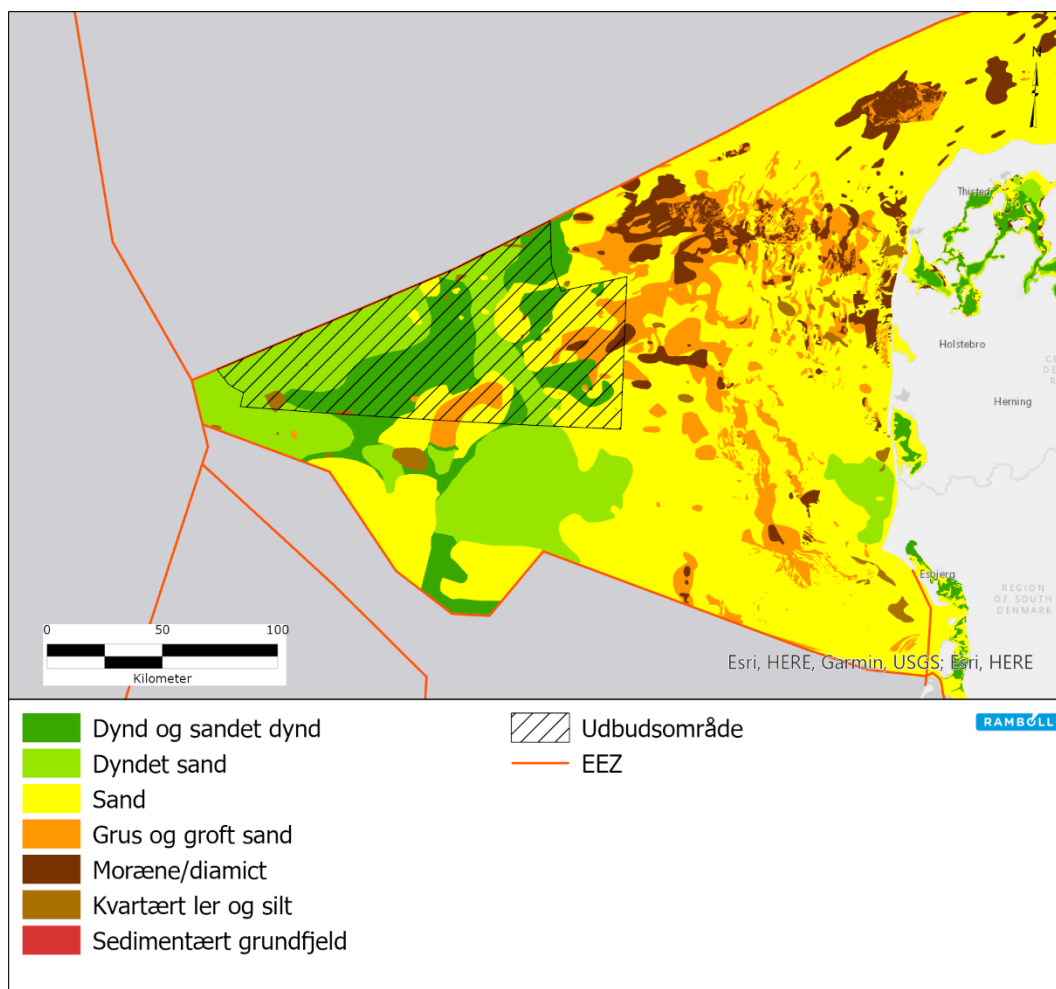 N
Thisted
Holstebro
Herning
Esbjerg
REGION
OF SOUTH
DENMARK
0 50 100
Kilometer
Esri, HERE, Garmin, USGS; Esri, HERE
Dynd og sandet dynd
Dyndet sand
Sand
Grus og groft sand
Moræne/diamict
Kvartært ler og silt
Sedimentært grundfjeld
Udbudsområde
EEZ
RAMBOLL